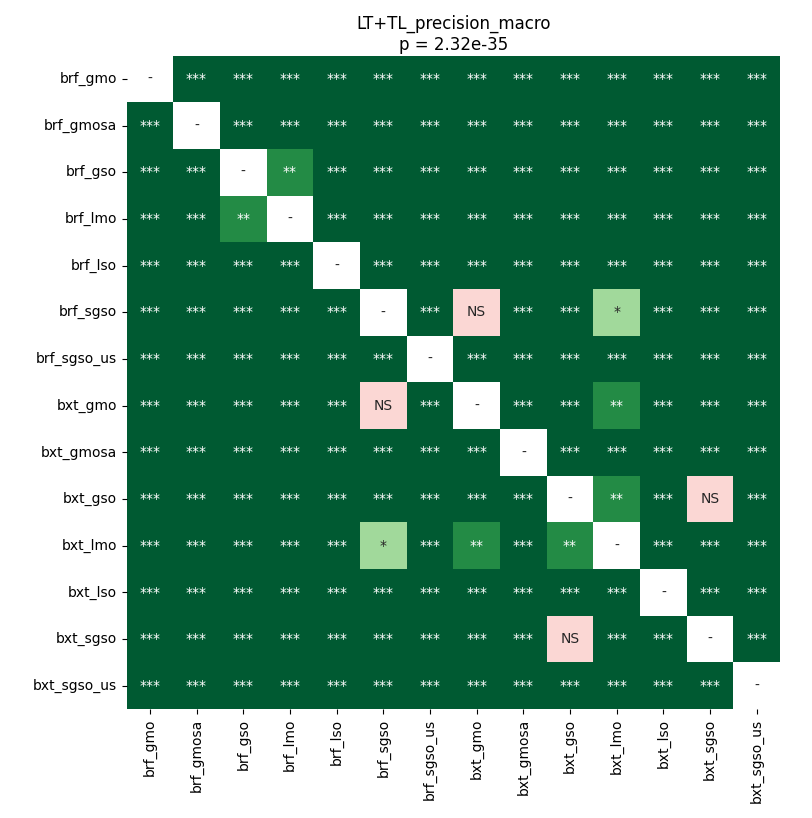 LT+TL_precision_macro
p = 2.32e-35
brf_gmo - *** *** *** *** *** *** *** *** *** *** *** *** ***
brf_gmosa *** - *** *** *** *** *** *** *** *** *** *** *** ***
brf_gso *** *** - ** *** *** *** *** *** *** *** *** *** ***
brf_lmo *** *** ** - *** *** *** *** *** *** *** *** *** ***
brf_lso *** *** *** *** - *** *** *** *** *** *** *** *** ***
brf_sgso *** *** *** *** *** - *** NS *** *** * *** *** ***
brf_sgso_us *** *** *** *** *** *** - *** *** *** *** *** *** ***
bxt_gmo *** *** *** *** *** NS *** - *** *** ** *** *** ***
bxt_gmosa *** *** *** *** *** *** *** *** - *** *** *** *** ***
bxt_gso *** *** *** *** *** *** *** *** *** - ** *** NS ***
bxt_lmo *** *** *** *** *** * *** ** *** ** - *** *** ***
bxt_lso *** *** *** *** *** *** *** *** *** *** *** - *** ***
bxt_sgso *** *** *** *** *** *** *** *** *** NS *** *** - ***
bxt_sgso_us *** *** *** *** *** *** *** *** *** *** *** *** *** -
brf_gmo brf_gmosa brf_gso brf_lmo brf_lso brf_sgso brf_sgso_us bxt_gmo bxt_gmosa bxt_gso bxt_lmo bxt_lso bxt_sgso bxt_sgso_us